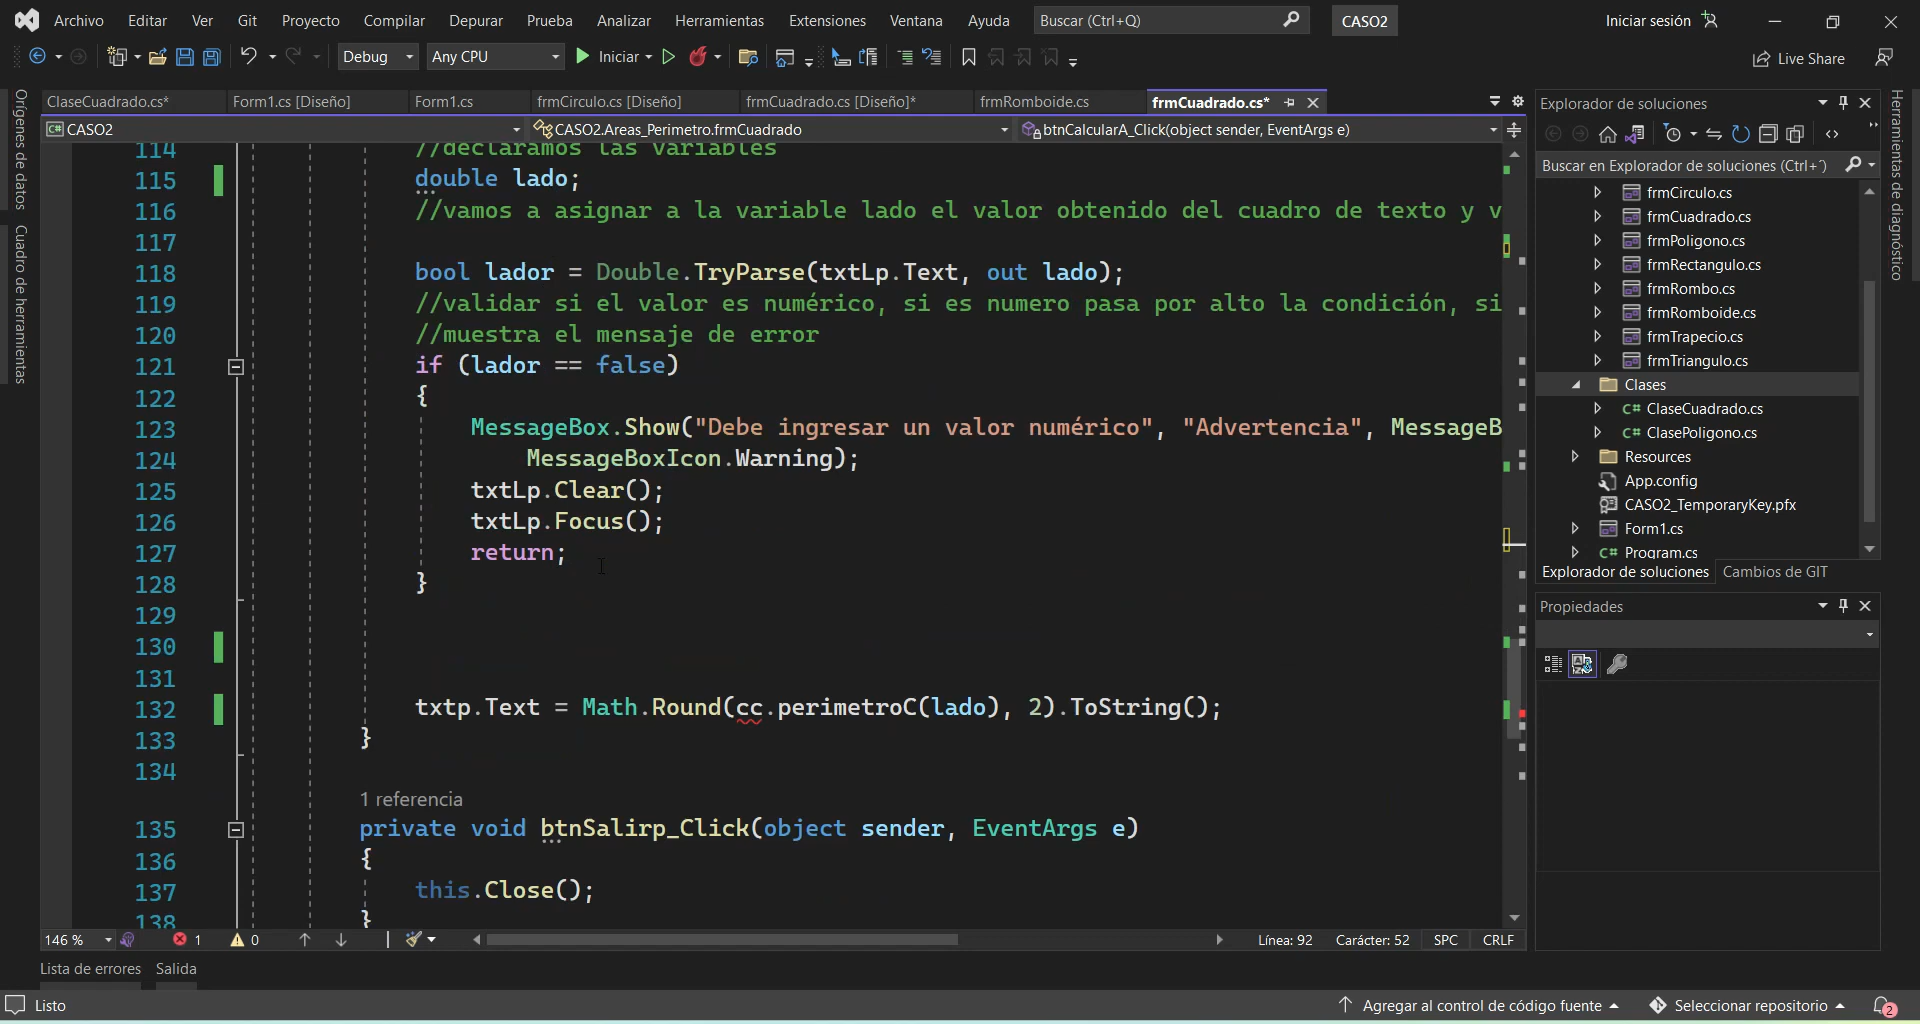 Archivo Editar Ver Git Proyecto Compilar Depurar Prueba Analizar Herramientas Extensiones Ventana Ayuda Buscar (Ctrl+Q) CASO2 Iniciar sesión
Debug Any CPU Iniciar Live Share
ClaseCuadrado.cs* Form1.cs [Diseño] Form1.cs frmCirculo.cs [Diseño] frmCuadrado.cs [Diseño]* frmRomboide.cs frmCuadrado.cs*
CASO2 CASO2.Areas_Perimetro.frmCuadrado btnCalcularA_Click(object sender, EventArgs e)
Orígenes de datos
Cuadro de herramientas
114 //declaramos las variables
115 double lado;
116 //vamos a asignar a la variable lado el valor obtenido del cuadro de texto y v
117
118 bool lador = Double.TryParse(txtLp.Text, out lado);
119 //validar si el valor es numérico, si es numero pasa por alto la condición, si
120 //muestra el mensaje de error
121 if (lador == false)
122 {
123 MessageBox.Show("Debe ingresar un valor numérico", "Advertencia", MessageB
124 MessageBoxIcon.Warning);
125 txtLp.Clear();
126 txtLp.Focus();
127 return;
128 }
129
130
131
132 txtp.Text = Math.Round(cc.perimetroC(lado), 2).ToString();
133 }
134
1 referencia
135 private void btnSalirp_Click(object sender, EventArgs e)
136 {
137 this.Close();
138 }
146 % 1 0 Línea: 92 Carácter: 52 SPC CRLF
Lista de errores Salida
Explorador de soluciones
Buscar en Explorador de soluciones (Ctrl+´)
frmCirculo.cs
frmCuadrado.cs
frmPoligono.cs
frmRectangulo.cs
frmRombo.cs
frmRomboide.cs
frmTrapecio.cs
frmTriangulo.cs
Clases
C# ClaseCuadrado.cs
C# ClasePoligono.cs
Resources
App.config
CASO2_TemporaryKey.pfx
Form1.cs
C# Program.cs
Explorador de soluciones Cambios de GIT
Propiedades
Herramientas de diagnóstico
Listo Agregar al control de código fuente Seleccionar repositorio 2